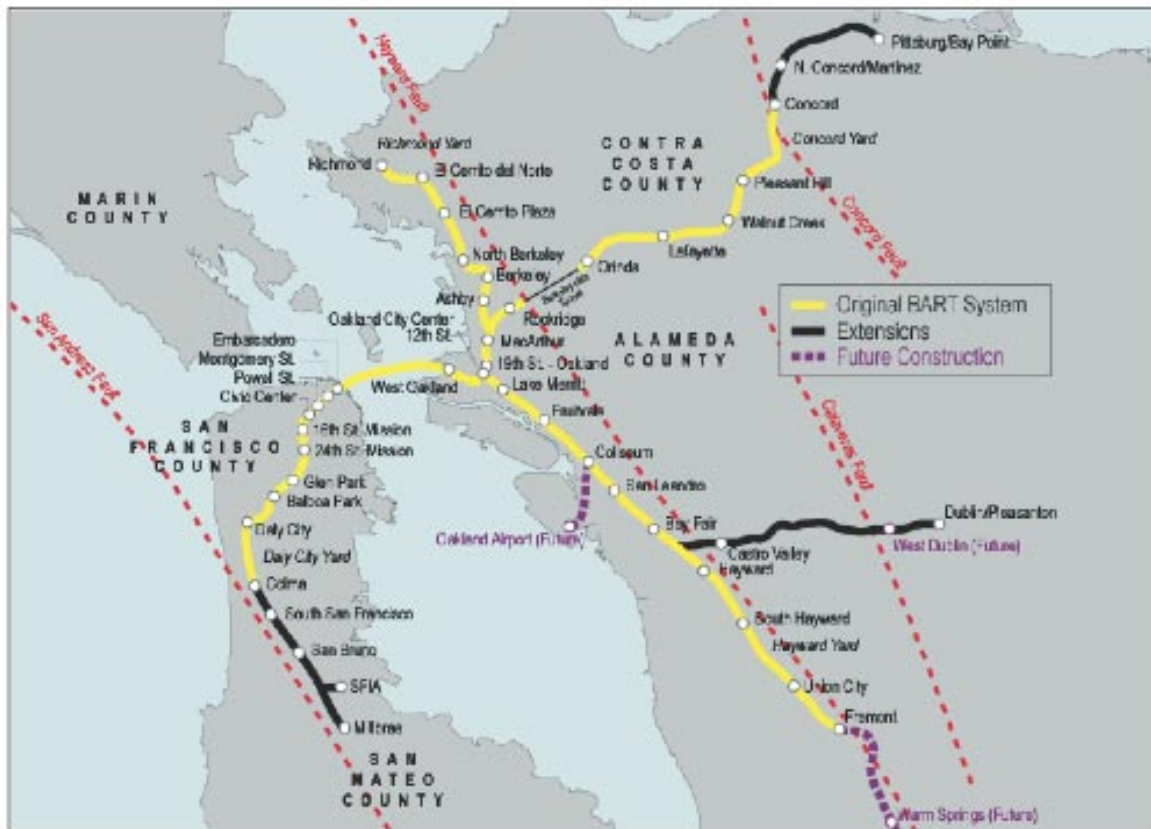 Pittsburg/Bay Point
Hayward Fault
N. Concord/Martinez
Concord
Concord Yard
CONTRA
COSTA
COUNTY
Richmond Yard
Richmond
El Cerrito del Norte
Pleasant Hill
MARIN
COUNTY
El Cerrito Plaza
Walnut Creek
Concord Fault
Lafayette
North Berkeley
Orinda
Berkeley
Ashby
Rockridge
Original BART System
Extensions
Future Construction
San Andreas Fault
Oakland City Center
12th St.
MacArthur
ALAMEDA
COUNTY
Embarcadero
Montgomery St.
Powell St.
Civic Center
19th St. - Oakland
West Oakland
Lake Merritt
Fruitvale
Calaveras Fault
SAN
FRANCISCO
COUNTY
16th St. Mission
24th St. Mission
Coliseum
Glen Park
Balboa Park
San Leandro
Daly City
Bay Fair
Dublin/Pleasanton
Oakland Airport (Future)
West Dublin (Future)
Daly City Yard
Castro Valley
Hayward
Colma
South San Francisco
South Hayward
Hayward Yard
San Bruno
SFIA
Union City
Millbrae
Fremont
SAN
MATEO
COUNTY
Warm Springs (Future)